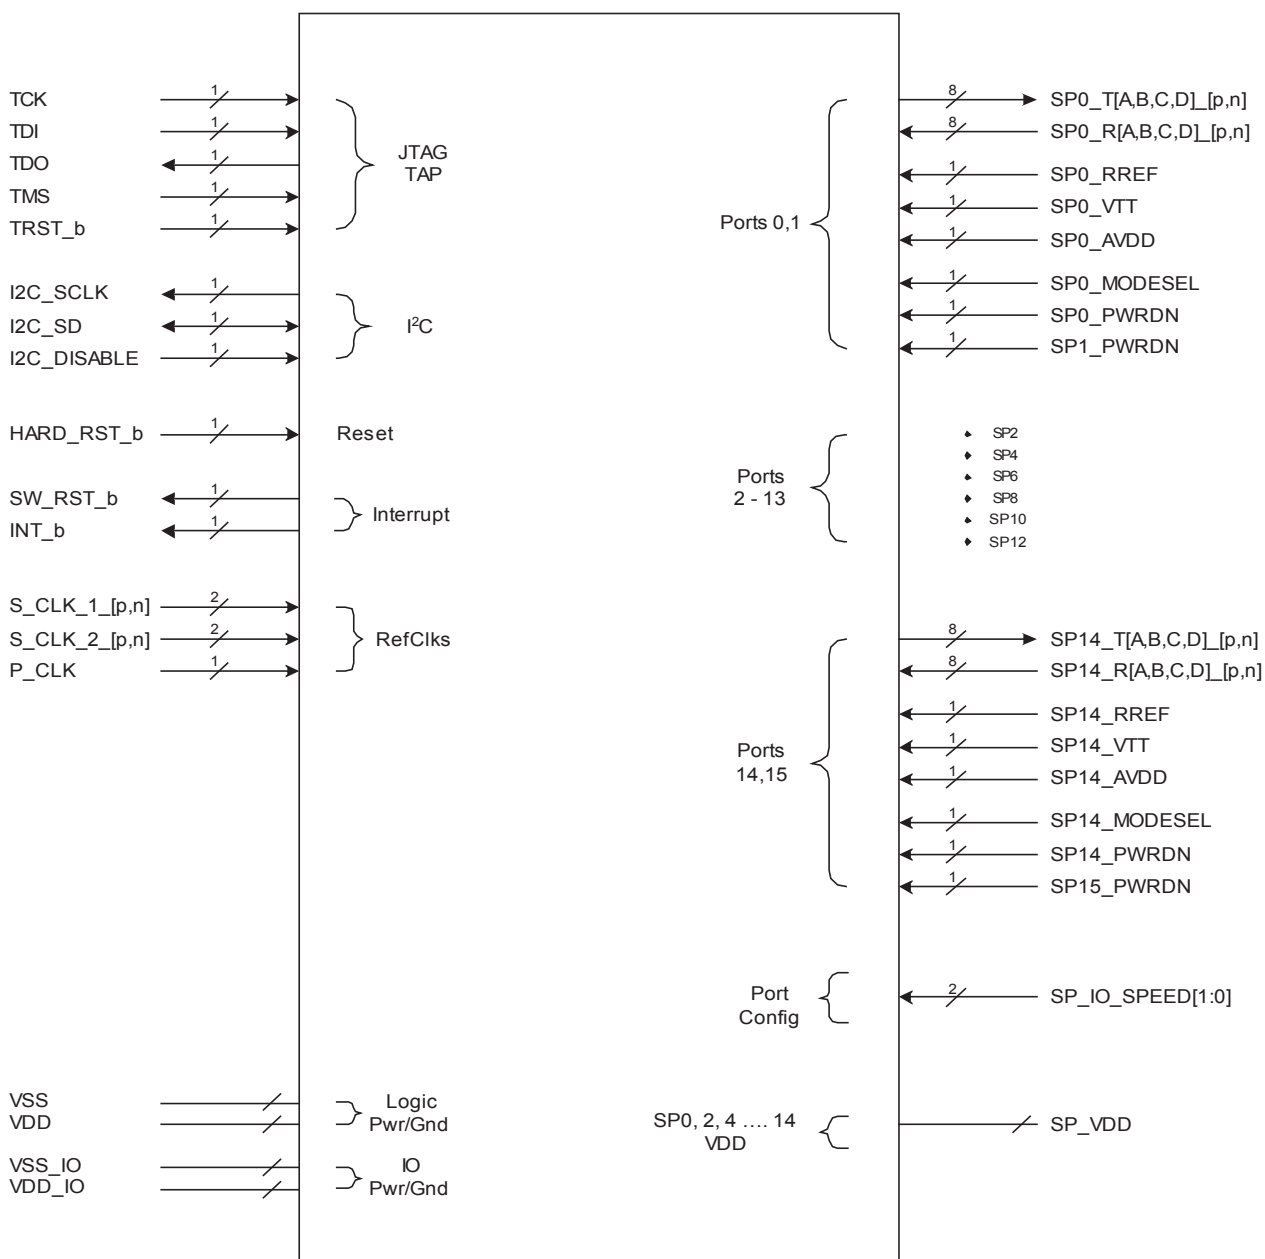 TCK 1
TDI 1
TDO 1
TMS 1
TRST_b 1
JTAG
TAP
I2C_SCLK 1
I2C_SD 1
I2C_DISABLE 1
I²C
HARD_RST_b 1 Reset
SW_RST_b 1
INT_b 1
Interrupt
S_CLK_1_[p,n] 2
S_CLK_2_[p,n] 2
P_CLK 1
RefClks
VSS
VDD
Logic
Pwr/Gnd
VSS_IO
VDD_IO
IO
Pwr/Gnd
Ports 0,1
8 SP0_T[A,B,C,D]_[p,n]
8 SP0_R[A,B,C,D]_[p,n]
1 SP0_RREF
1 SP0_VTT
1 SP0_AVDD
1 SP0_MODESEL
1 SP0_PWRDN
1 SP1_PWRDN
Ports
2 - 13
SP2
SP4
SP6
SP8
SP10
SP12
Ports
14,15
8 SP14_T[A,B,C,D]_[p,n]
8 SP14_R[A,B,C,D]_[p,n]
1 SP14_RREF
1 SP14_VTT
1 SP14_AVDD
1 SP14_MODESEL
1 SP14_PWRDN
1 SP15_PWRDN
Port
Config
2 SP_IO_SPEED[1:0]
SP0, 2, 4 .... 14
VDD
SP_VDD